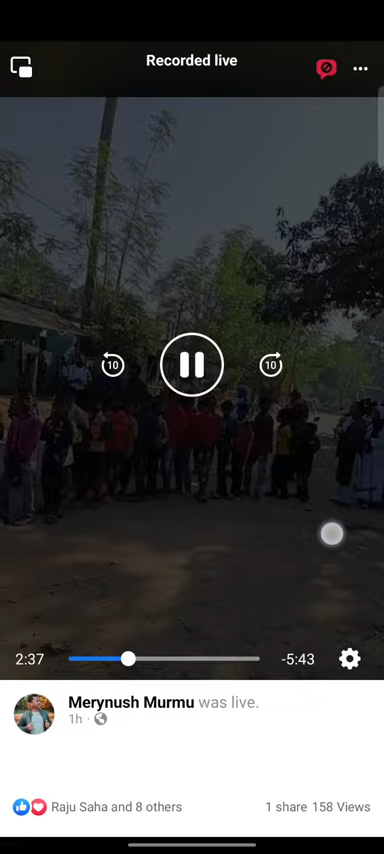 Recorded live
10
10
2:37
-5:43
Merynush Murmu was live.
1h ·
Raju Saha and 8 others
1 share 158 Views